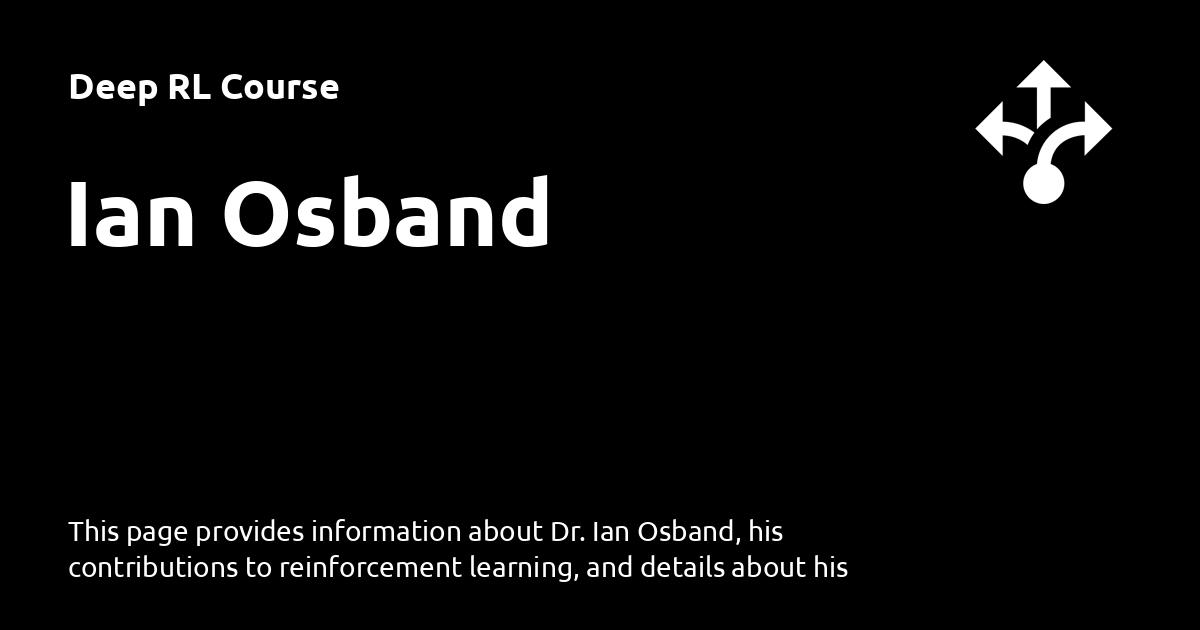 Deep RL Course
Ian Osband
This page provides information about Dr. Ian Osband, his
contributions to reinforcement learning, and details about his